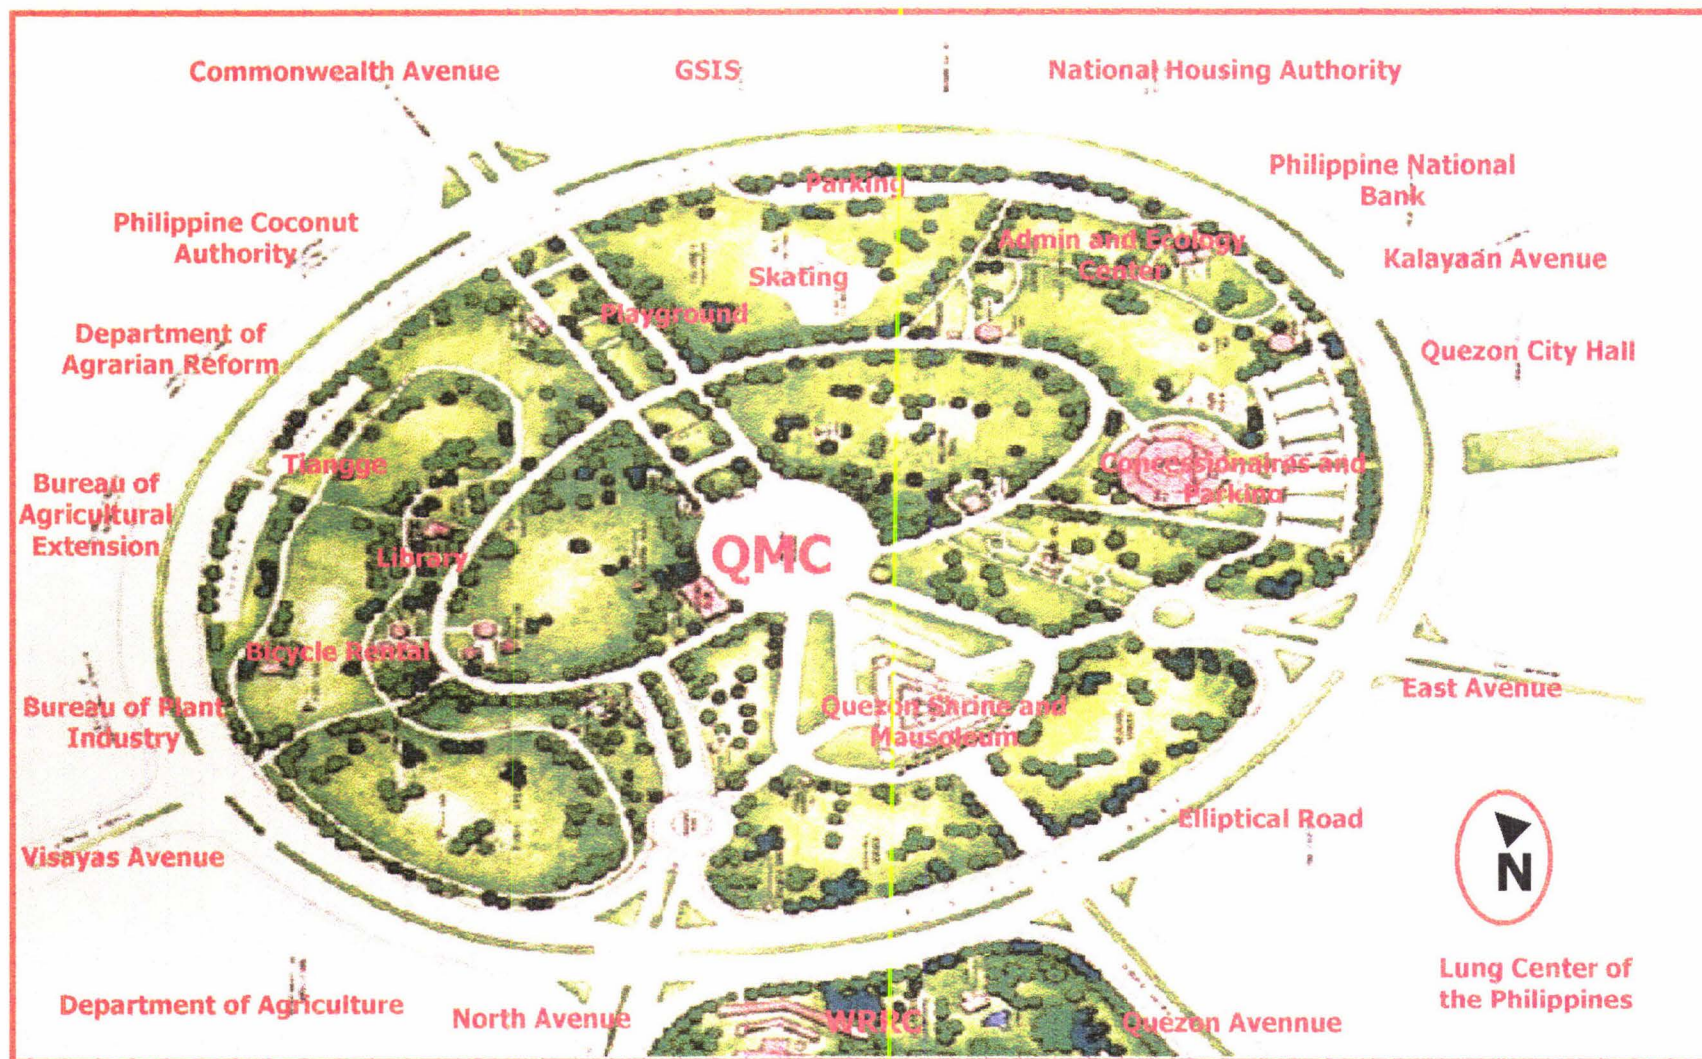 Commonwealth Avenue
GSIS
National Housing Authority
Philippine National
Bank
Parking
Philippine Coconut
Authority
Admin and Ecology
Center
Kalayaan Avenue
Skating
Playground
Department of
Agrarian Reform
Quezon City Hall
Tiangge
Concessionaires and
Parking
Bureau of
Agricultural
Extension
Library
QMC
Bicycle Rental
East Avenue
Bureau of Plant
Industry
Quezon Shrine and
Mausoleum
Elliptical Road
Visayas Avenue
N
Lung Center of
the Philippines
Department of Agriculture
North Avenue
WRRC
Quezon Avennue